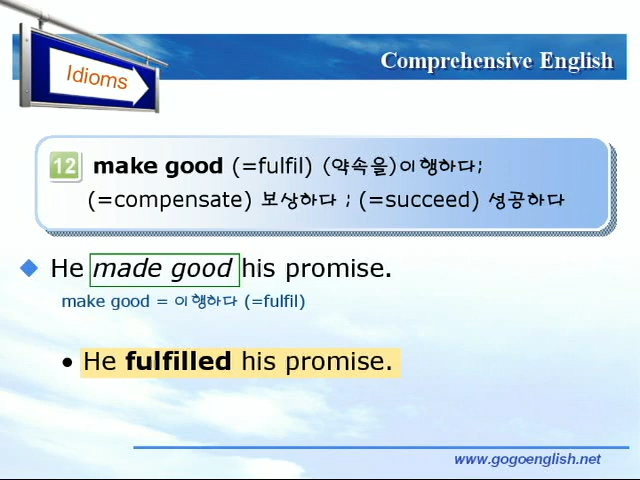 Idioms
Comprehensive English
12 make good (=fulfil) (약속을)이행하다;
(=compensate) 보상하다 ; (=succeed) 성공하다
He made good his promise.
make good = 이행하다 (=fulfil)
• He fulfilled his promise.
www.gogoenglish.net